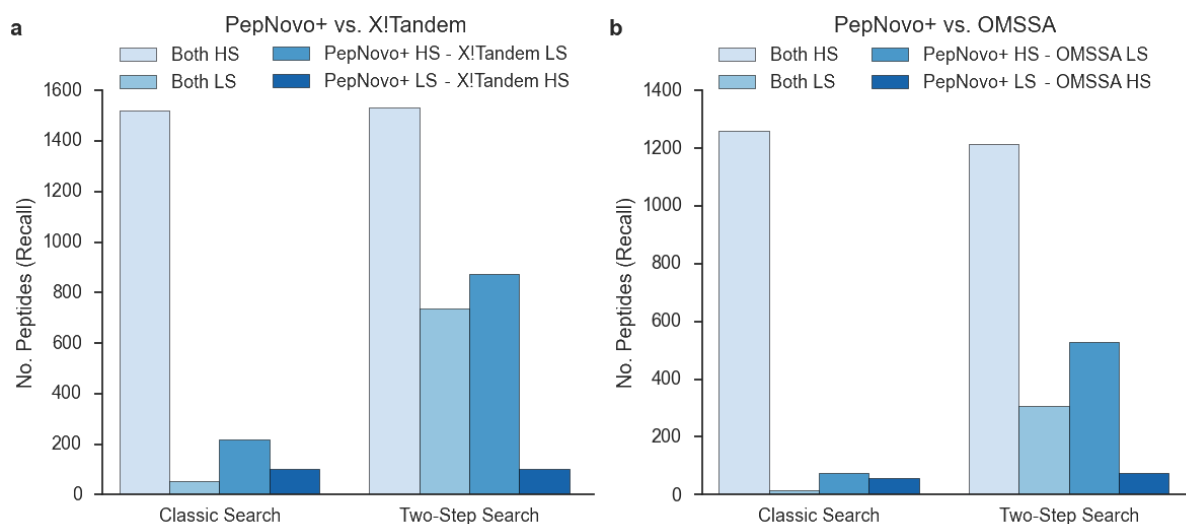 a
PepNovo+ vs. X!Tandem
Both HS
PepNovo+ HS - X!Tandem LS
Both LS
PepNovo+ LS - X!Tandem HS
No. Peptides (Recall)
1600
1400
1200
1000
800
600
400
200
0
Classic Search
Two-Step Search
b
PepNovo+ vs. OMSSA
Both HS
PepNovo+ HS - OMSSA LS
Both LS
PepNovo+ LS - OMSSA HS
No. Peptides (Recall)
1400
1200
1000
800
600
400
200
0
Classic Search
Two-Step Search